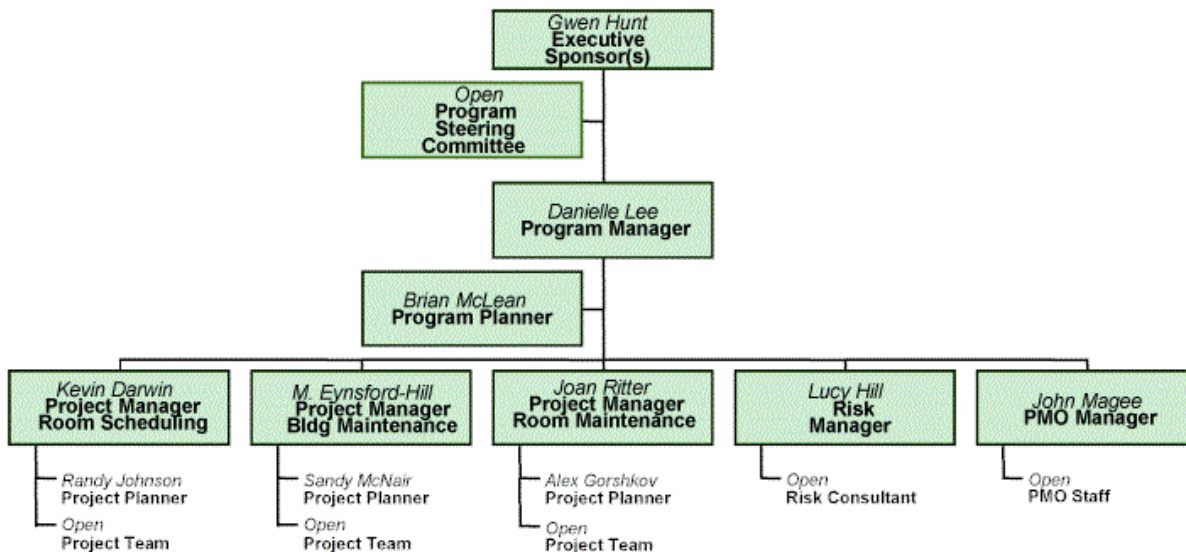 Gwen Hunt
Executive
Sponsor(s)
Open
Program
Steering
Committee
Danielle Lee
Program Manager
Brian McLean
Program Planner
Kevin Darwin
Project Manager
Room Scheduling
M. Eynsford-Hill
Project Manager
Bldg Maintenance
Joan Ritter
Project Manager
Room Maintenance
Lucy Hill
Risk
Manager
John Magee
PMO Manager
Randy Johnson
Project Planner
Open
Project Team
Sandy McNair
Project Planner
Open
Project Team
Alex Gorshkov
Project Planner
Open
Project Team
Open
Risk Consultant
Open
PMO Staff